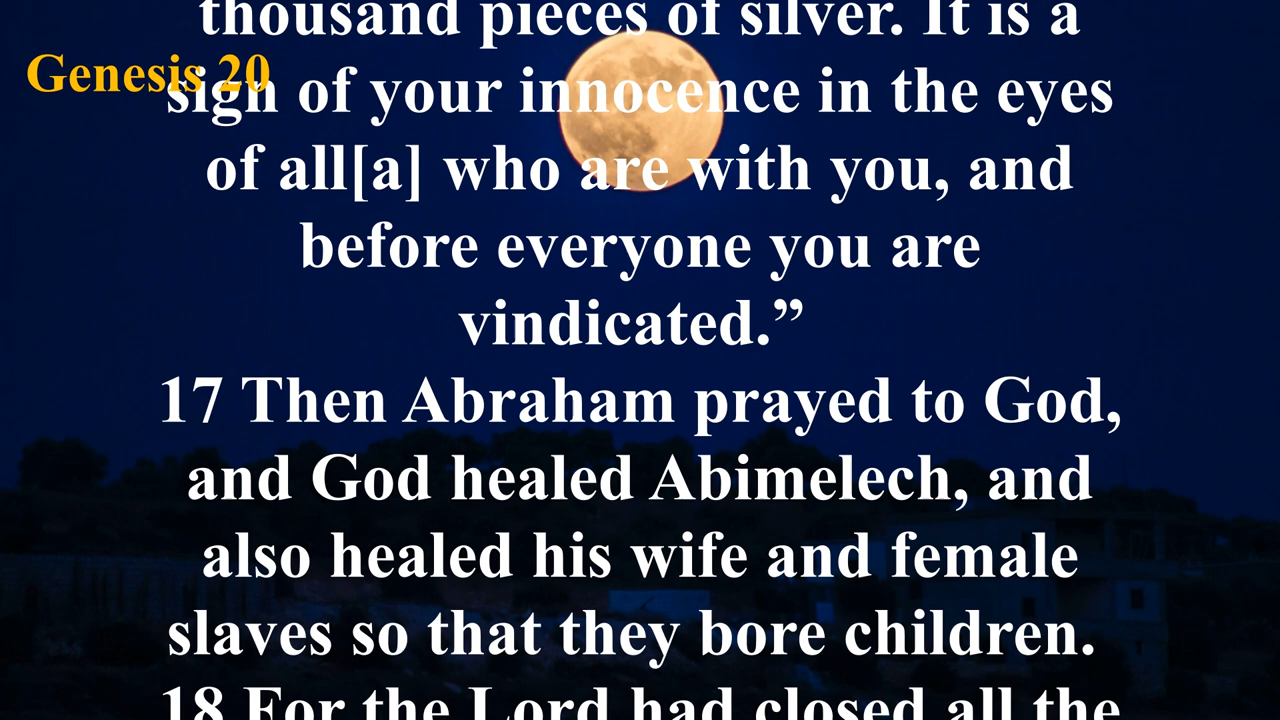 thousand pieces of silver. It is a
Genesis 20
sign of your innocence in the eyes
of all[a] who are with you, and
before everyone you are
vindicated.”
17 Then Abraham prayed to God,
and God healed Abimelech, and
also healed his wife and female
slaves so that they bore children.
18 For the Lord had closed all the